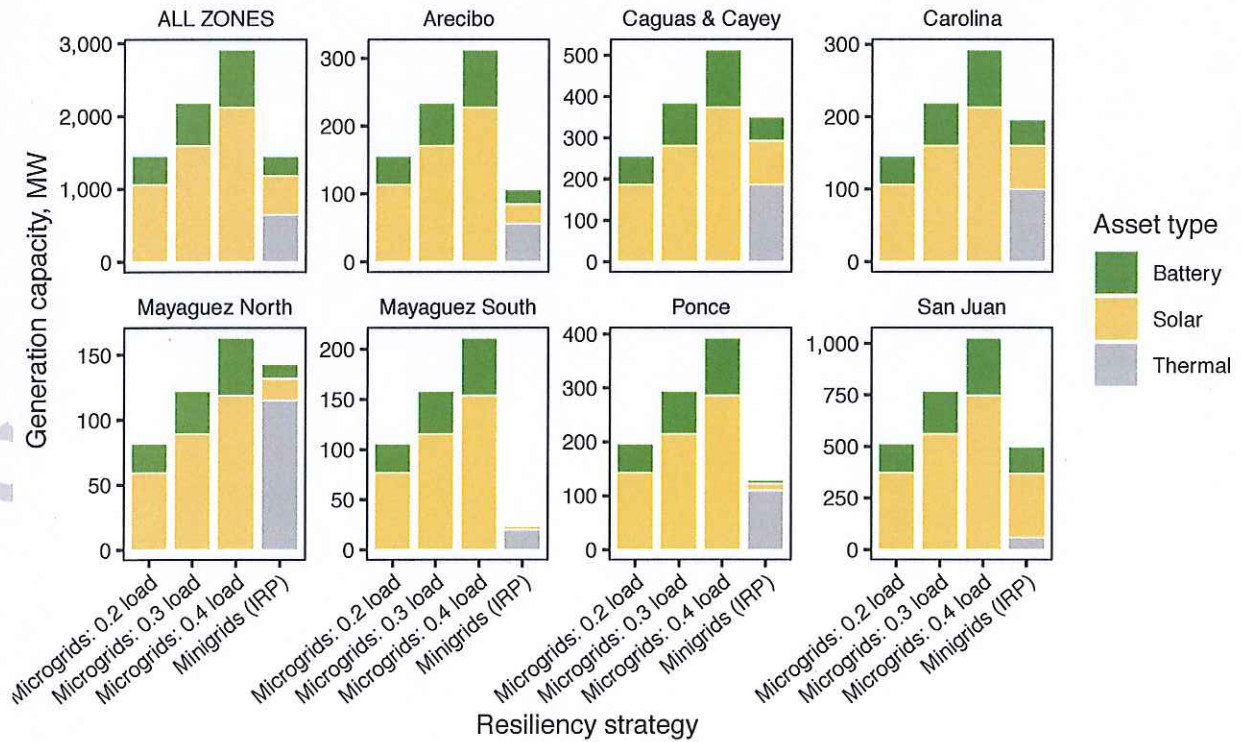 ALL ZONES
Arecibo
Caguas & Cayey
Carolina
3,000
2,000
1,000
0
300
200
100
0
500
400
300
200
100
0
300
200
100
0
Generation capacity, MW
Mayaguez North
Mayaguez South
Ponce
San Juan
150
100
50
0
200
150
100
50
0
400
300
200
100
0
1,000
750
500
250
0
Microgrids: 0.2 load
Microgrids: 0.3 load
Microgrids: 0.4 load
Minigrids (IRP)
Microgrids: 0.2 load
Microgrids: 0.3 load
Microgrids: 0.4 load
Minigrids (IRP)
Microgrids: 0.2 load
Microgrids: 0.3 load
Microgrids: 0.4 load
Minigrids (IRP)
Microgrids: 0.2 load
Microgrids: 0.3 load
Microgrids: 0.4 load
Minigrids (IRP)
Resiliency strategy
Asset type
Battery
Solar
Thermal